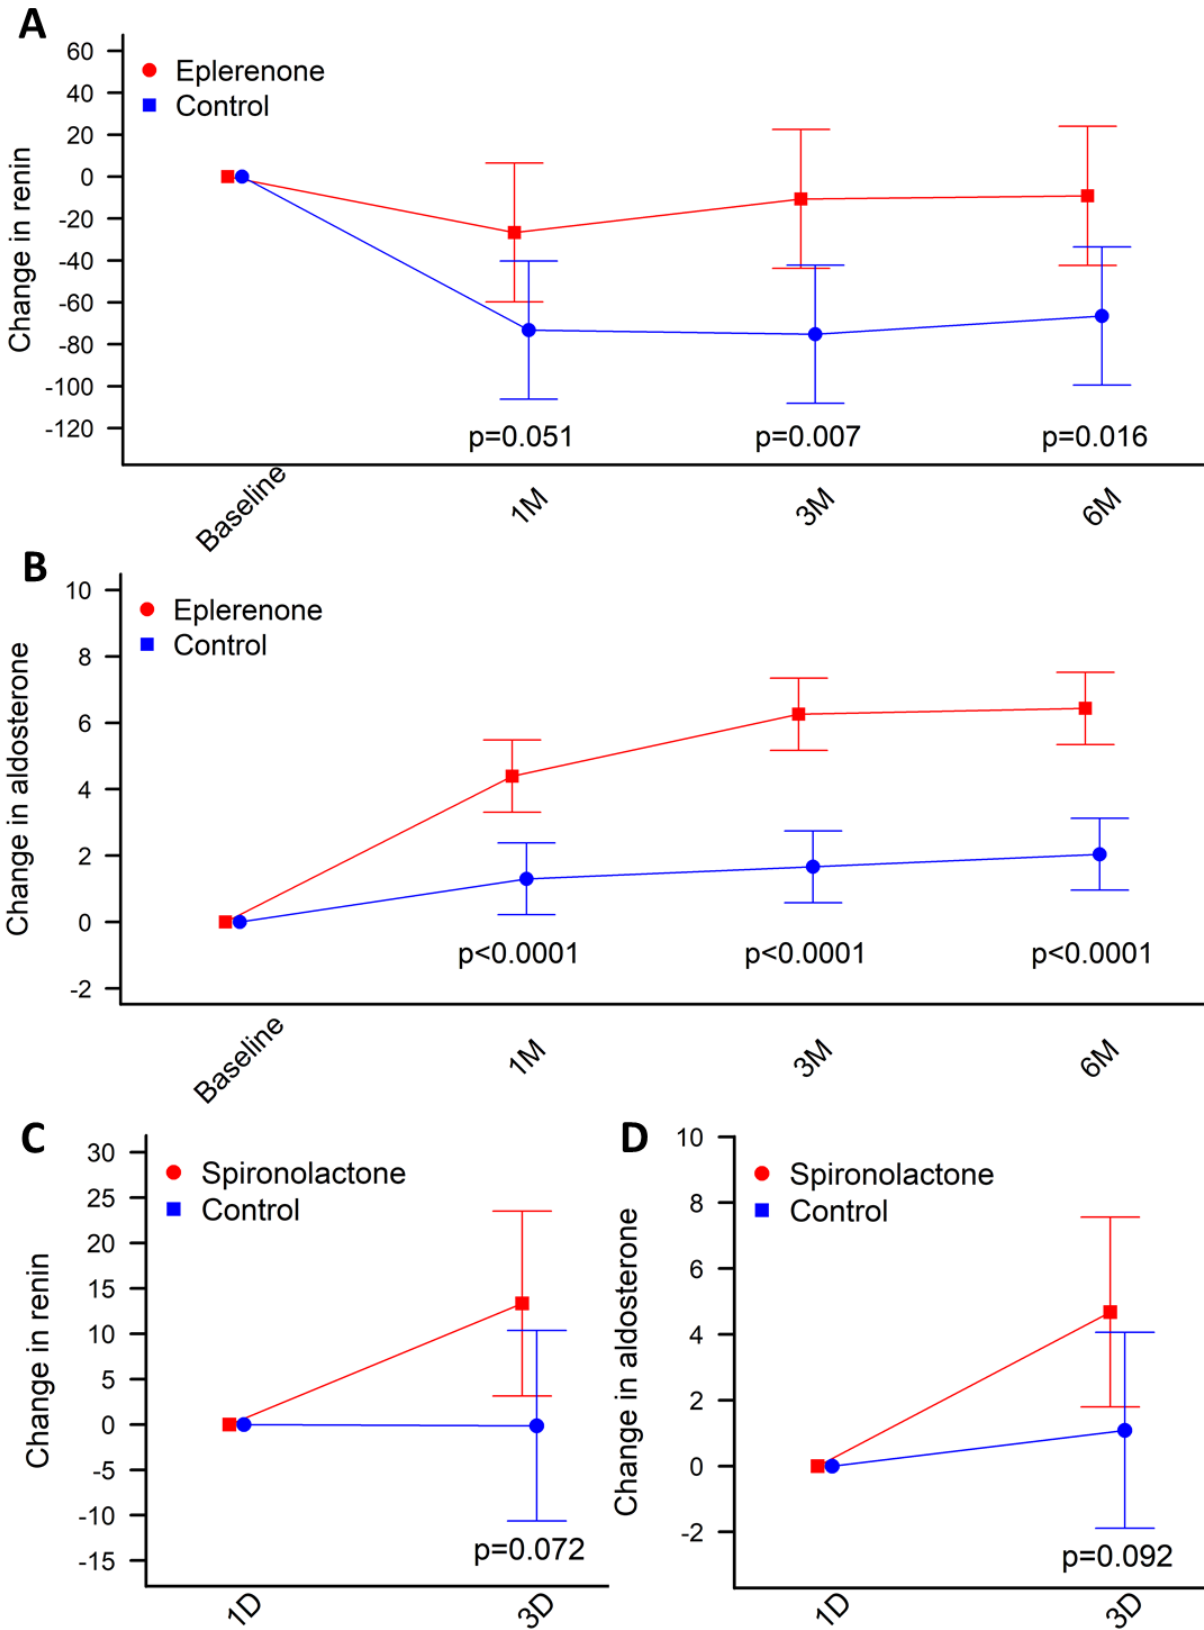 A
60
40
20
0
-20
-40
-60
-80
-100
-120
Change in renin
Eplerenone
Control
p=0.051
p=0.007
p=0.016
Baseline
1M
3M
6M
B
10
8
6
4
2
0
-2
Change in aldosterone
Eplerenone
Control
p<0.0001
p<0.0001
p<0.0001
Baseline
1M
3M
6M
C
30
25
20
15
10
5
0
-5
-10
-15
Change in renin
Spironolactone
Control
p=0.072
1D
3D
D
10
8
6
4
2
0
-2
Change in aldosterone
Spironolactone
Control
p=0.092
1D
3D